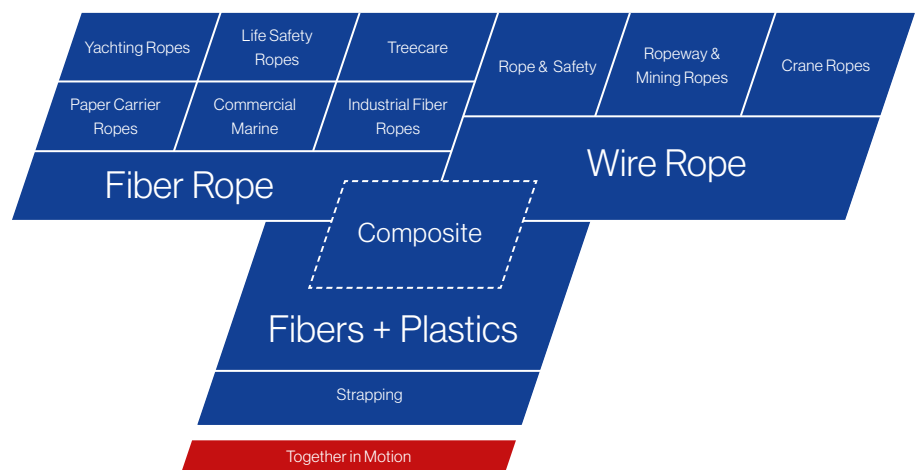 Yachting Ropes
Life Safety
Ropes
Treecare
Rope & Safety
Ropeway &
Mining Ropes
Crane Ropes
Paper Carrier
Ropes
Commercial
Marine
Industrial Fiber
Ropes
Fiber Rope
Wire Rope
Composite
Fibers + Plastics
Strapping
Together in Motion